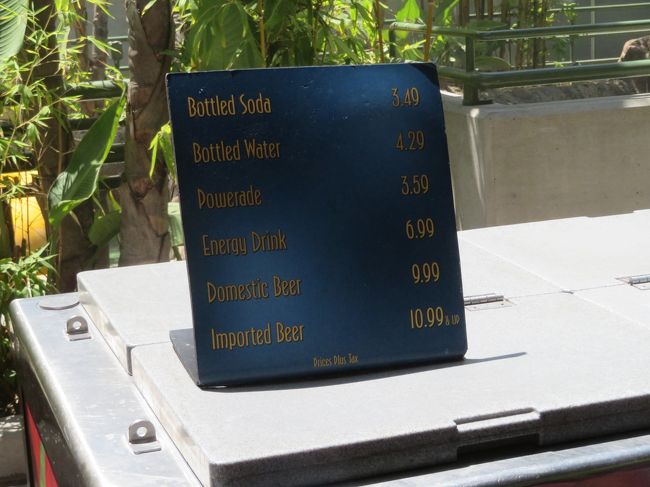 Bottled Soda 3.49
Bottled Water 4.29
Powerade 3.59
Energy Drink 6.99
Domestic Beer 9.99
Imported Beer 10.99 & UP
Prices Plus Tax